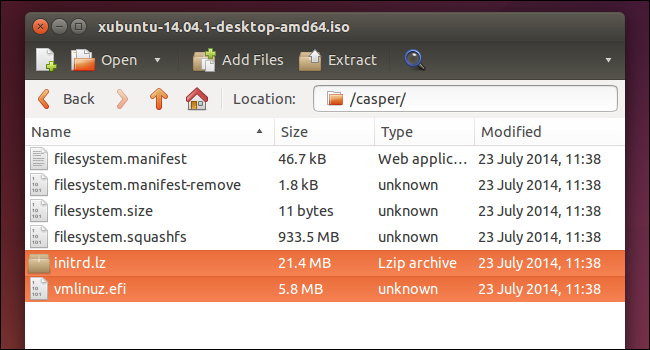 xubuntu-14.04.1-desktop-amd64.iso
Open Add Files Extract
Back Location: /casper/
Name Size Type Modified
filesystem.manifest 46.7 kB Web applic... 23 July 2014, 11:38
filesystem.manifest-remove 1.8 kB unknown 23 July 2014, 11:38
filesystem.size 11 bytes unknown 23 July 2014, 11:38
filesystem.squashfs 933.5 MB unknown 23 July 2014, 11:38
initrd.lz 21.4 MB Lzip archive 23 July 2014, 11:38
vmlinuz.efi 5.8 MB unknown 23 July 2014, 11:38